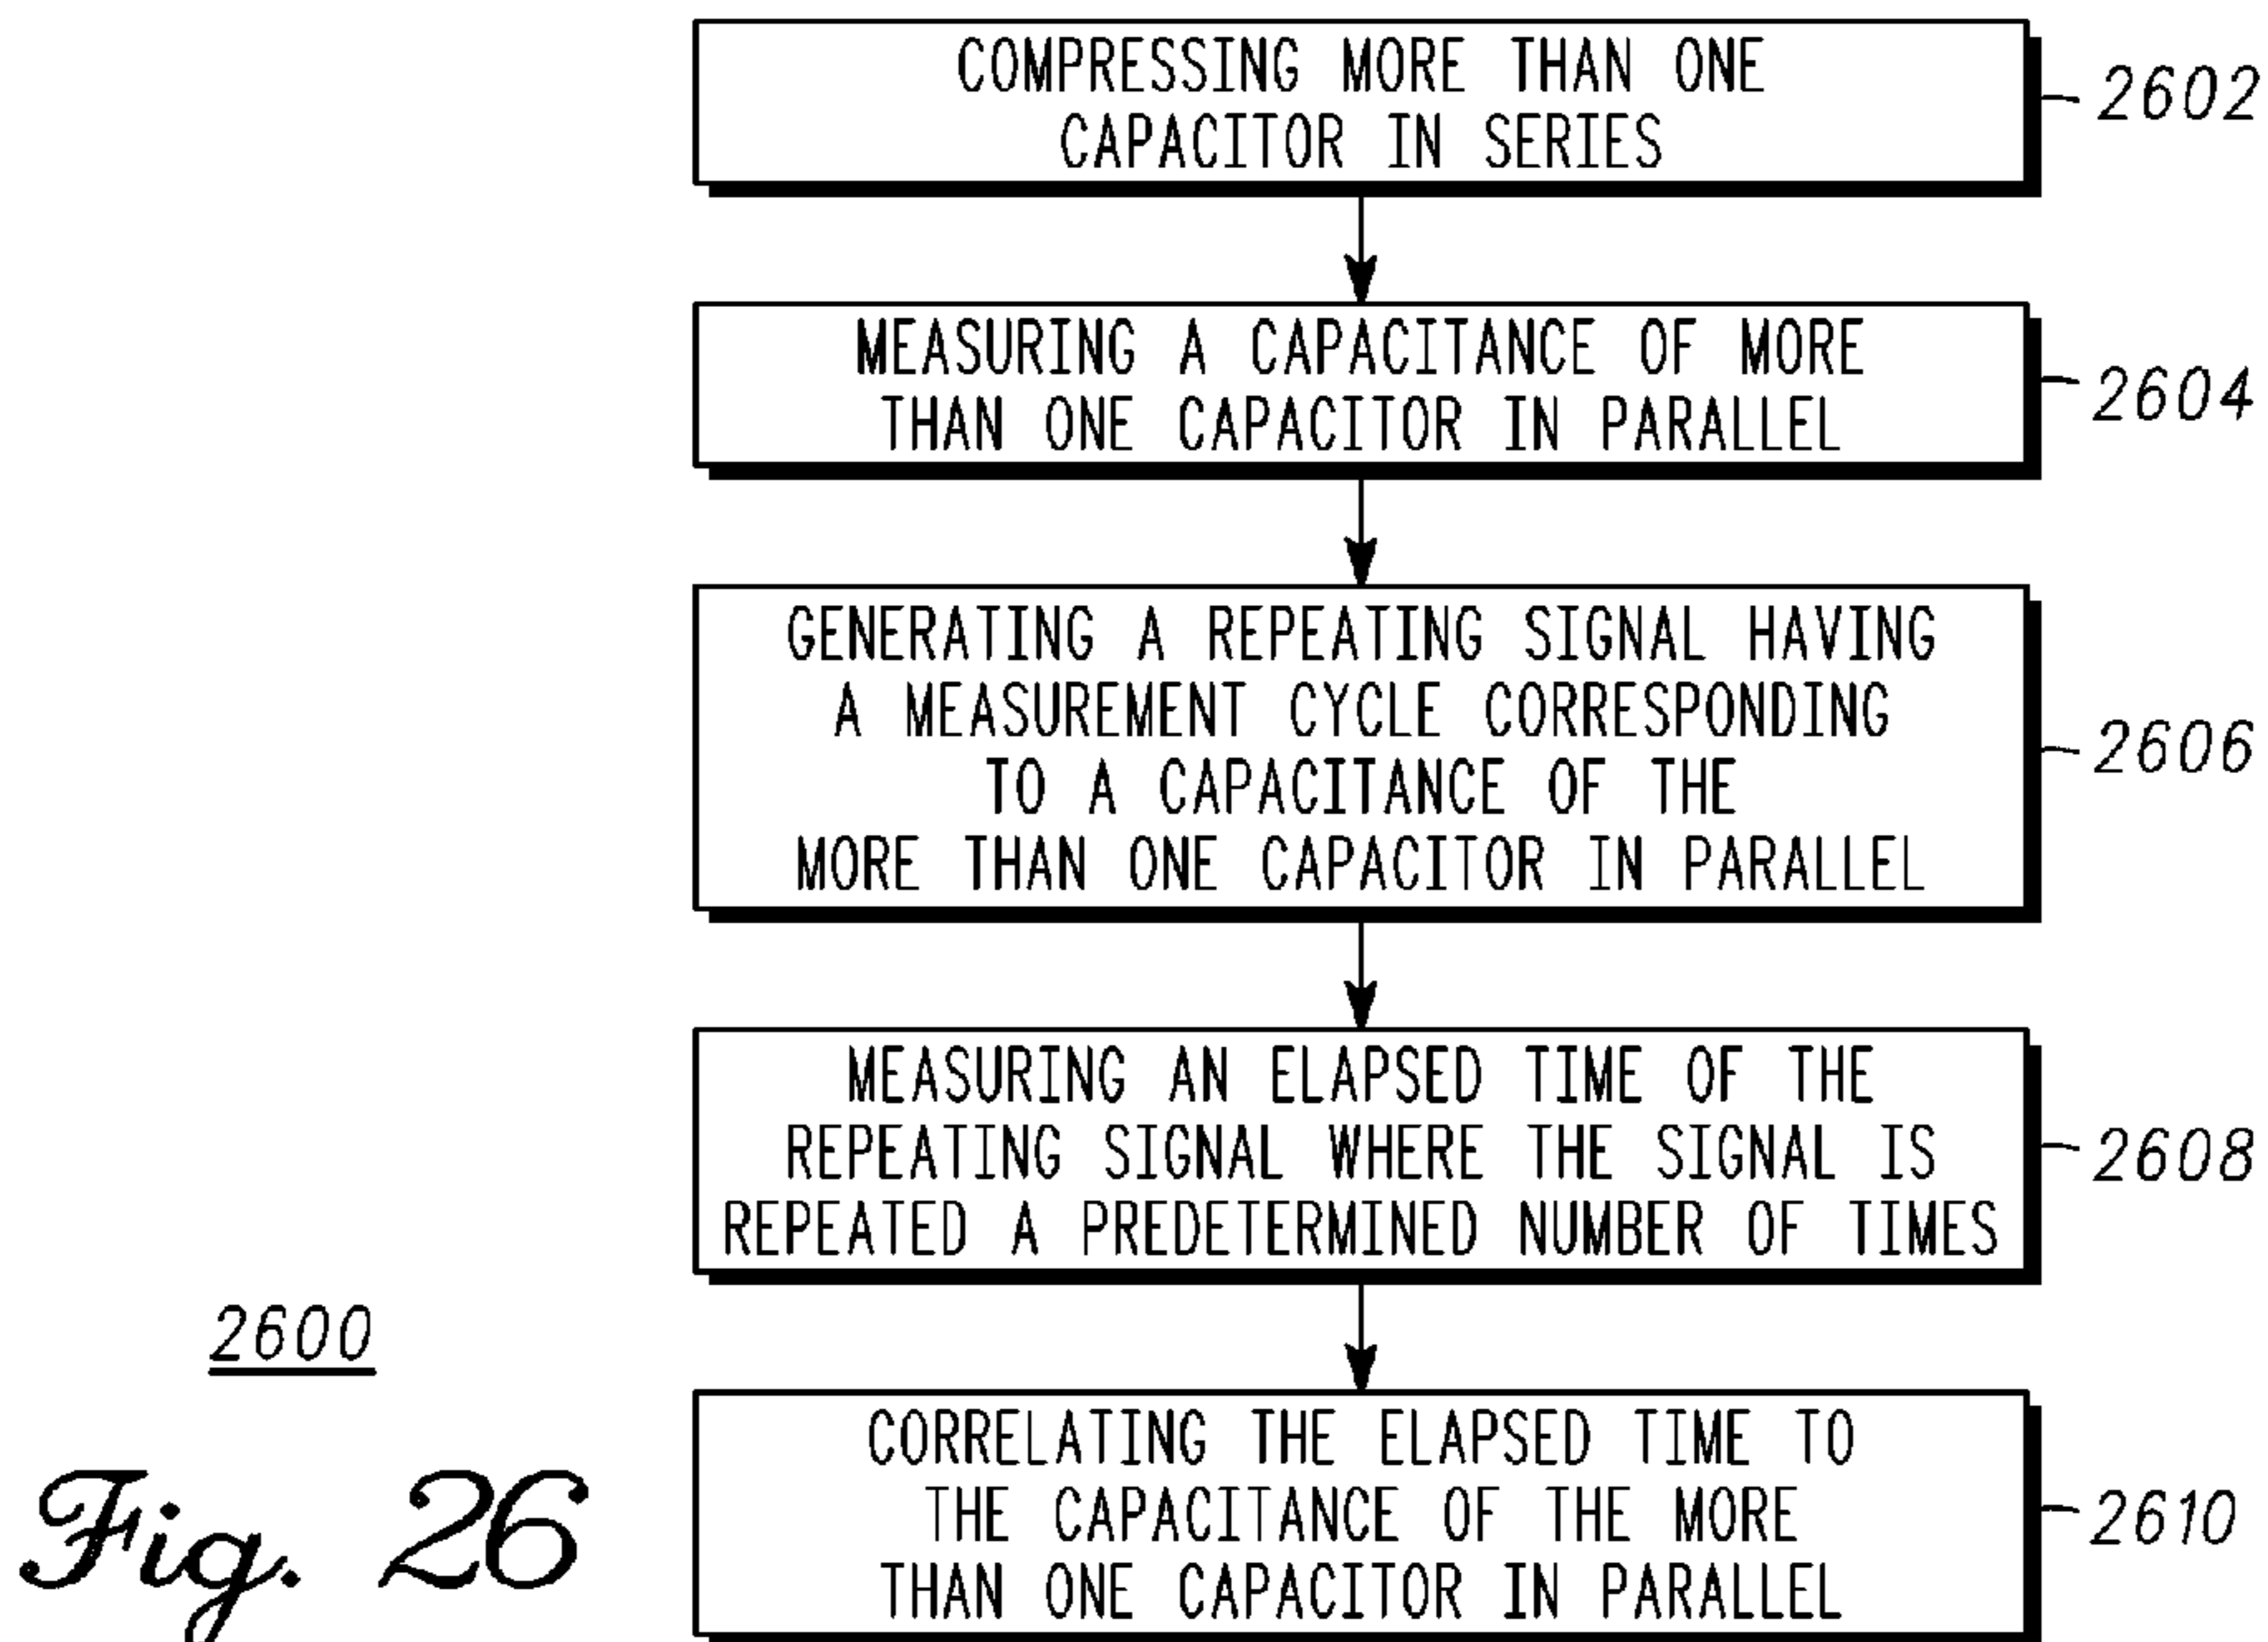 COMPRESSING MORE THAN ONE
CAPACITOR IN SERIES
2602
MEASURING A CAPACITANCE OF MORE
THAN ONE CAPACITOR IN PARALLEL
2604
GENERATING A REPEATING SIGNAL HAVING
A MEASUREMENT CYCLE CORRESPONDING
TO A CAPACITANCE OF THE
MORE THAN ONE CAPACITOR IN PARALLEL
2606
MEASURING AN ELAPSED TIME OF THE
REPEATING SIGNAL WHERE THE SIGNAL IS
REPEATED A PREDETERMINED NUMBER OF TIMES
2608
CORRELATING THE ELAPSED TIME TO
THE CAPACITANCE OF THE MORE
THAN ONE CAPACITOR IN PARALLEL
2610
2600
Fig. 26